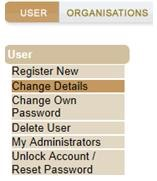 USER ORGANISATIONS
User
Register New
Change Details
Change Own
Password
Delete User
My Administrators
Unlock Account /
Reset Password